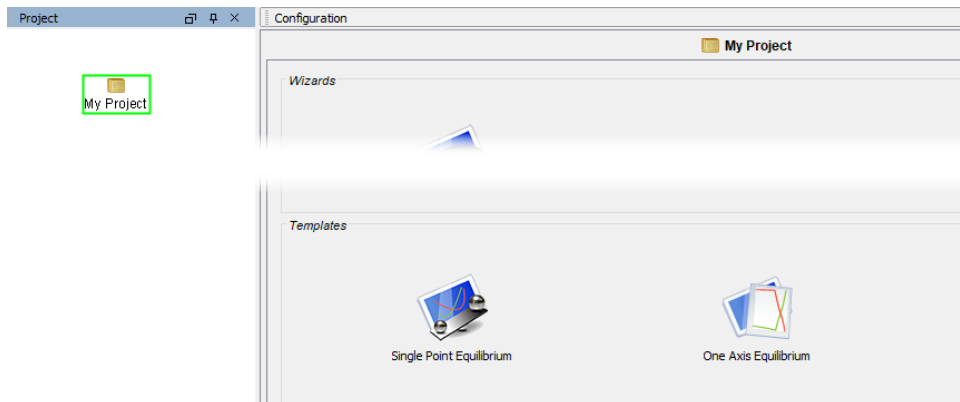 Project
Configuration
My Project
My Project
Wizards
Templates
Single Point Equilibrium
One Axis Equilibrium